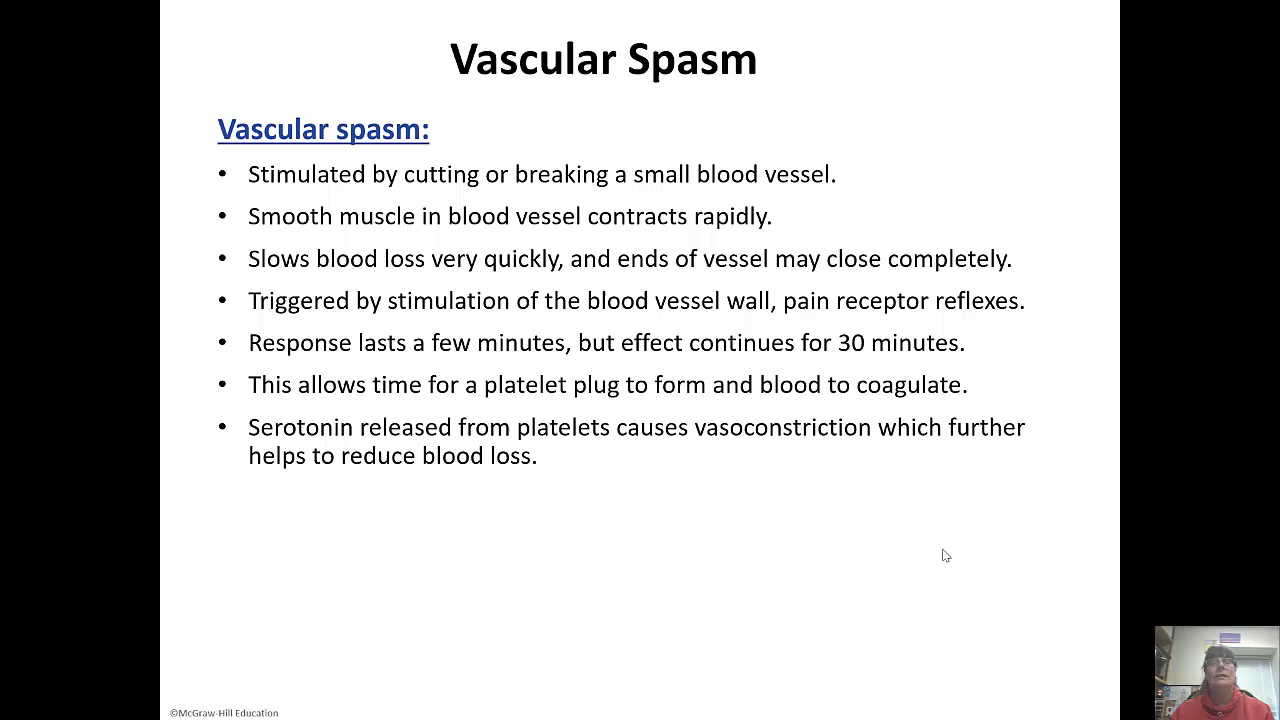 Vascular Spasm
Vascular spasm:
• Stimulated by cutting or breaking a small blood vessel.
• Smooth muscle in blood vessel contracts rapidly.
• Slows blood loss very quickly, and ends of vessel may close completely.
• Triggered by stimulation of the blood vessel wall, pain receptor reflexes.
• Response lasts a few minutes, but effect continues for 30 minutes.
• This allows time for a platelet plug to form and blood to coagulate.
• Serotonin released from platelets causes vasoconstriction which further
helps to reduce blood loss.
©McGraw-Hill Education